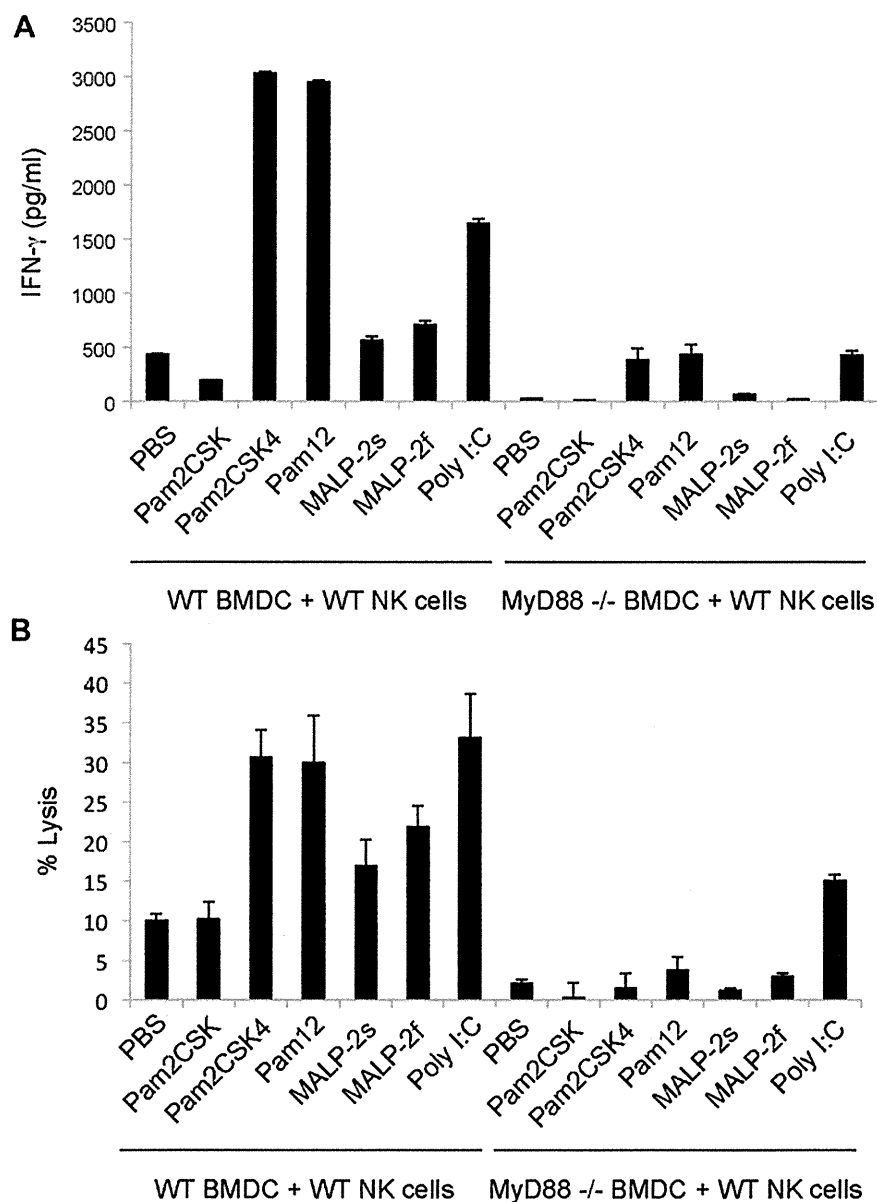 A
3500
3000
2500
2000
1500
1000
500
0
IFN-γ (pg/ml)
PBS
Pam2CSK
Pam2CSK4
Pam12
MALP-2s
MALP-2f
Poly I:C
PBS
Pam2CSK
Pam2CSK4
Pam12
MALP-2s
MALP-2f
Poly I:C
WT BMDC + WT NK cells
MyD88 -/- BMDC + WT NK cells
B
45
40
35
30
25
20
15
10
5
0
% Lysis
PBS
Pam2CSK
Pam2CSK4
Pam12
MALP-2s
MALP-2f
Poly I:C
PBS
Pam2CSK
Pam2CSK4
Pam12
MALP-2s
MALP-2f
Poly I:C
WT BMDC + WT NK cells
MyD88 -/- BMDC + WT NK cells